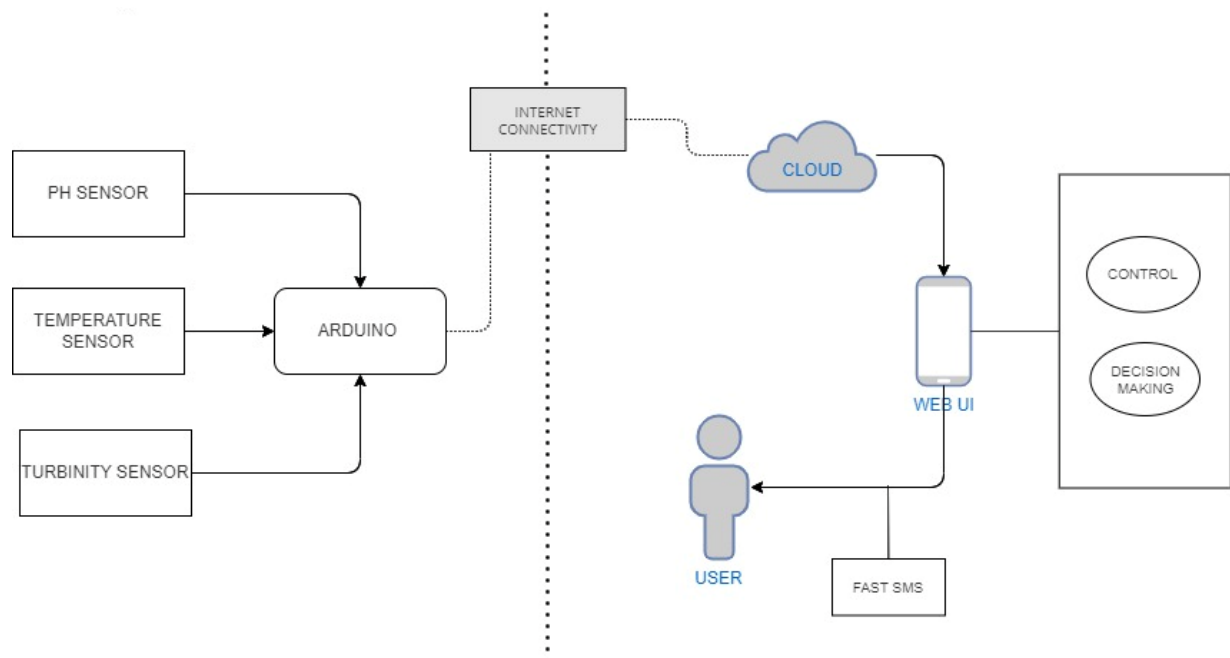 INTERNET
CONNECTIVITY
CLOUD
PH SENSOR
CONTROL
TEMPERATURE
SENSOR
ARDUINO
DECISION
MAKING
WEB UI
TURBINITY SENSOR
USER
FAST SMS